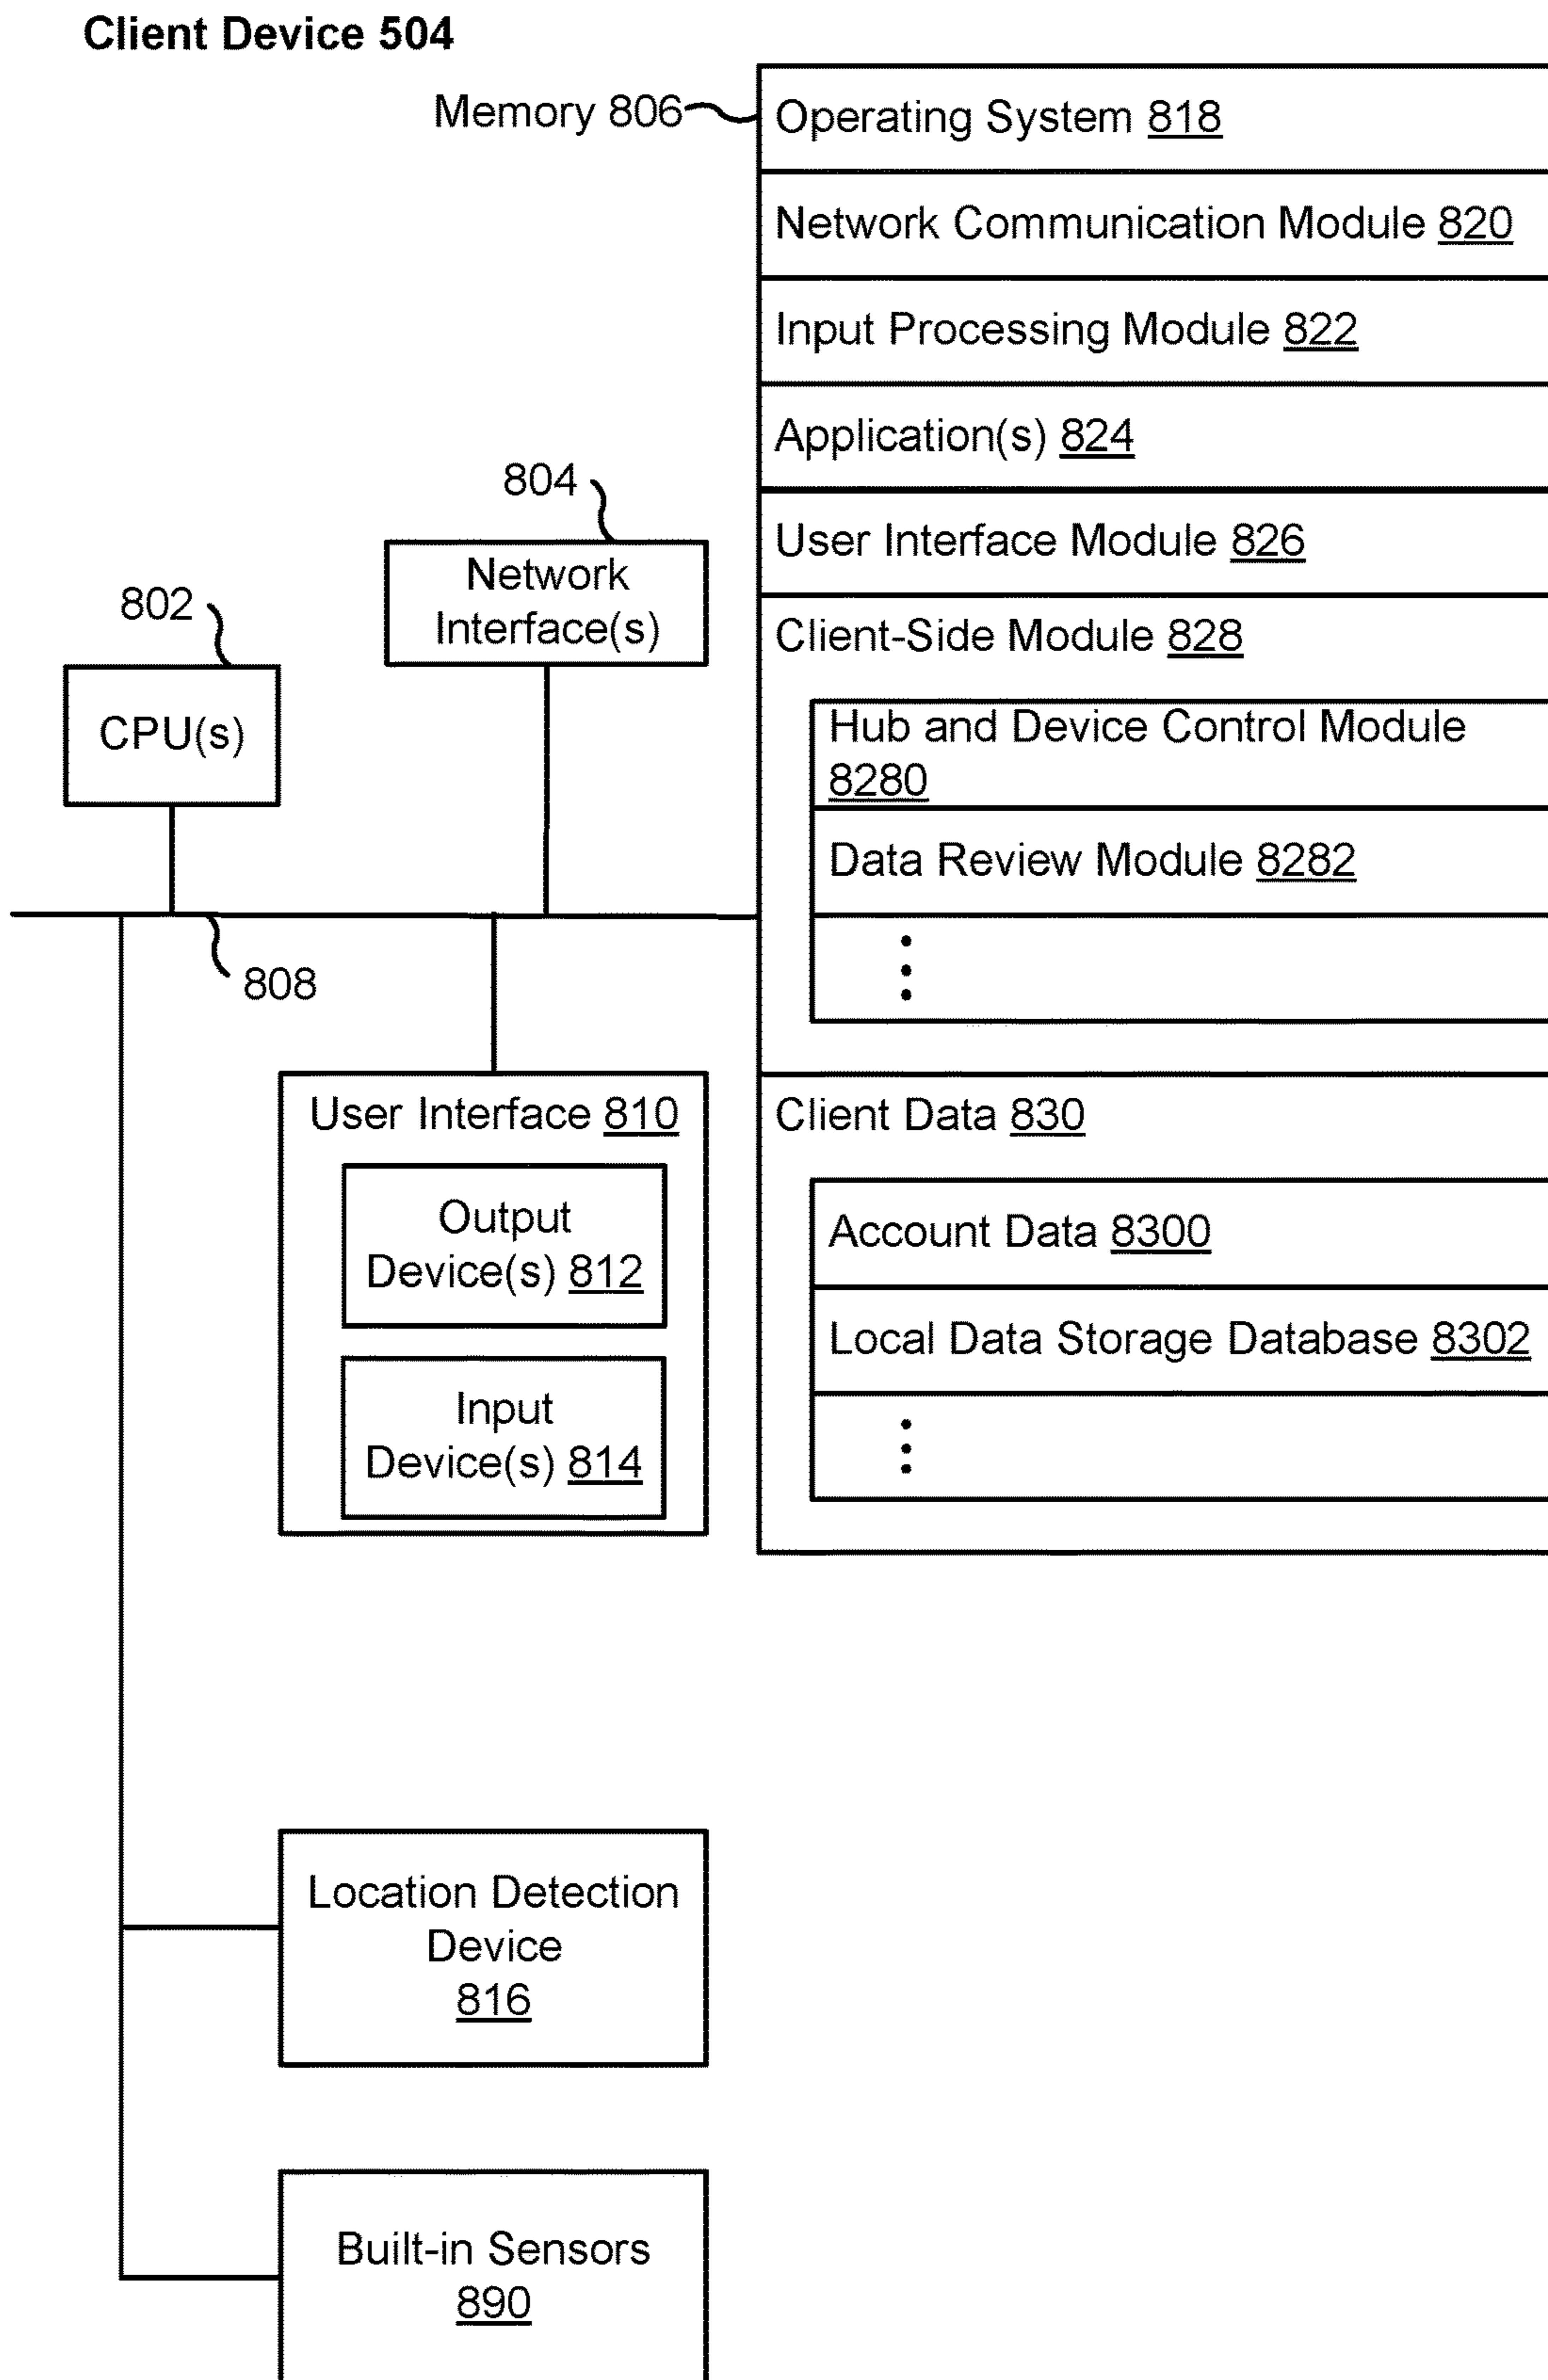 Client Device 504
Memory 806
Operating System 818
Network Communication Module 820
Input Processing Module 822
Application(s) 824
User Interface Module 826
Client-Side Module 828
Hub and Device Control Module
8280
Data Review Module 8282
Client Data 830
Account Data 8300
Local Data Storage Database 8302
804
Network
Interface(s)
802
CPU(s)
808
User Interface 810
Output
Device(s) 812
Input
Device(s) 814
Location Detection
Device
816
Built-in Sensors
890